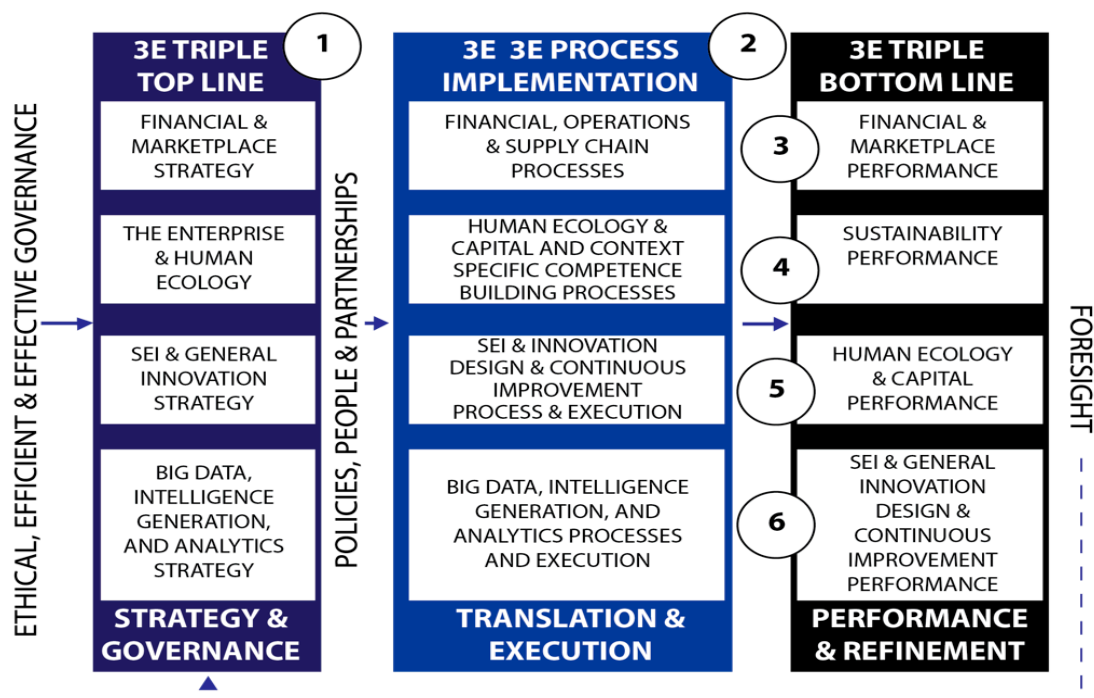 ETHICAL, EFFICIENT & EFFECTIVE GOVERNANCE
3E TRIPLE
TOP LINE
1
FINANCIAL &
MARKETPLACE
STRATEGY
THE ENTERPRISE
& HUMAN
ECOLOGY
SEI & GENERAL
INNOVATION
STRATEGY
BIG DATA,
INTELLIGENCE
GENERATION,
AND ANALYTICS
STRATEGY
STRATEGY &
GOVERNANCE
POLICIES, PEOPLE & PARTNERSHIPS
3E 3E PROCESS
IMPLEMENTATION
2
FINANCIAL, OPERATIONS
& SUPPLY CHAIN
PROCESSES
HUMAN ECOLOGY &
CAPITAL AND CONTEXT
SPECIFIC COMPETENCE
BUILDING PROCESSES
SEI & INNOVATION
DESIGN & CONTINUOUS
IMPROVEMENT
PROCESS & EXECUTION
BIG DATA, INTELLIGENCE
GENERATION, AND
ANALYTICS PROCESSES
AND EXECUTION
TRANSLATION &
EXECUTION
3E TRIPLE
BOTTOM LINE
3
FINANCIAL &
MARKETPLACE
PERFORMANCE
4
SUSTAINABILITY
PERFORMANCE
5
HUMAN ECOLOGY
& CAPITAL
PERFORMANCE
6
SEI & GENERAL
INNOVATION
DESIGN &
CONTINUOUS
IMPROVEMENT
PERFORMANCE
PERFORMANCE
& REFINEMENT
FORESIGHT